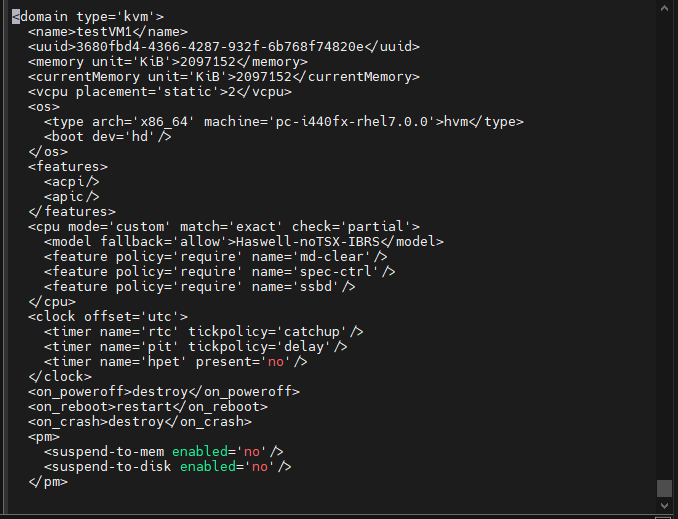 <domain type='kvm'>
<name>testVM1</name>
<uuid>3680fbd4-4366-4287-932f-6b768f74820e</uuid>
<memory unit='KiB'>2097152</memory>
<currentMemory unit='KiB'>2097152</currentMemory>
<vcpu placement='static'>2</vcpu>
<os>
<type arch='x86_64' machine='pc-i440fx-rhel7.0.0'>hvm</type>
<boot dev='hd'/>
</os>
<features>
<acpi/>
<apic/>
</features>
<cpu mode='custom' match='exact' check='partial'>
<model fallback='allow'>Haswell-noTSX-IBRS</model>
<feature policy='require' name='md-clear'/>
<feature policy='require' name='spec-ctrl'/>
<feature policy='require' name='ssbd'/>
</cpu>
<clock offset='utc'>
<timer name='rtc' tickpolicy='catchup'/>
<timer name='pit' tickpolicy='delay'/>
<timer name='hpet' present='no'/>
</clock>
<on_poweroff>destroy</on_poweroff>
<on_reboot>restart</on_reboot>
<on_crash>destroy</on_crash>
<pm>
<suspend-to-mem enabled='no'/>
<suspend-to-disk enabled='no'/>
</pm>